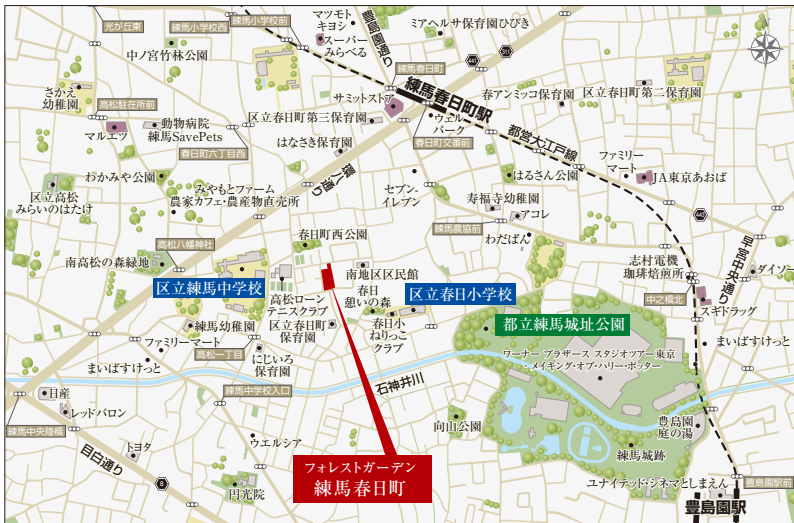 光が丘東
練馬小学校西
練馬小学校前
マツモト
キヨシ
スーパー
みらべる
豊島園通り
ミアヘルサ保育園ひびき
中ノ宮竹林公園
441
311
練馬春日町
練馬春日町駅
さかえ
幼稚園
高松駐在所前
サミットストア
春アンミッコ保育園
区立春日町第二保育園
マルエツ
動物病院
練馬SavePets
区立春日町第三保育園
ウェル
パーク
春日町交番前
都営大江戸線
春日町六丁目西
はなさき保育園
環八通り
ファミリー
マート
JA東京あおば
わかみや公園
はるさん公園
区立高松
みらいのはたけ
みやもとファーム
農家カフェ・農産物直売所
セブン-
イレブン
寿福寺幼稚園
アコレ
443
練馬農協前
わだぱん
早宮中央通り
高松八幡神社
春日町西公園
南高松の森緑地
区立練馬中学校
南地区区民館
志村電機
珈琲焙煎所
ダイソー
高松ローン
テニスクラブ
春日
憩いの森
区立春日小学校
中之橋北
スギドラッグ
練馬幼稚園
区立春日町
保育園
春日小
ねりっこ
クラブ
都立練馬城址公園
ファミリーマート
高松一丁目
にじいろ
保育園
まいばすけっと
ワーナー ブラザース スタジオツアー東京
- メイキング・オブ・ハリー・ポッター
まいばすけっと
石神井川
日産
練馬中学校入口
レッドバロン
向山公園
豊島園
庭の湯
練馬中央陸橋
トヨタ
ウエルシア
練馬城跡
目白通り
フォレストガーデン
練馬春日町
8
円光院
ユナイテッド・シネマとしまえん
豊島園駅前
豊島園駅